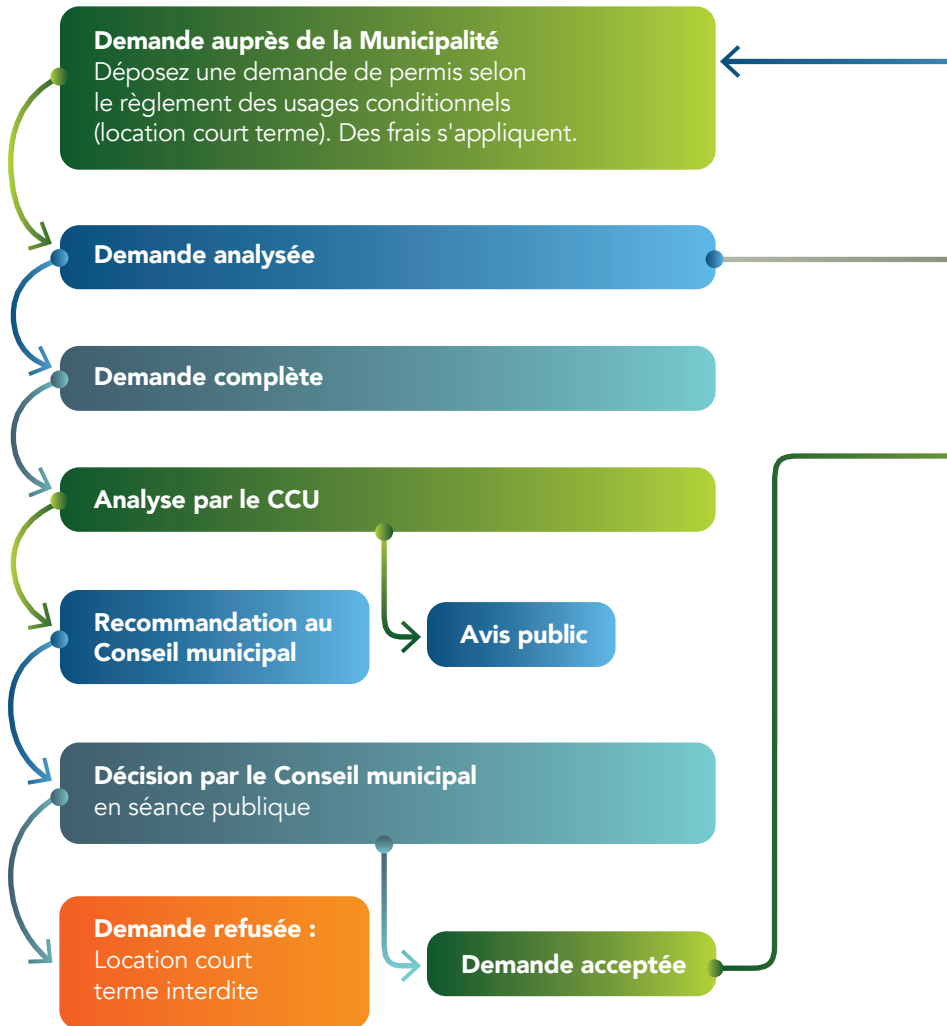 Demande auprès de la Municipalité
Déposez une demande de permis selon
le règlement des usages conditionnels
(location court terme). Des frais s'appliquent.
Demande analysée
Demande complète
Analyse par le CCU
Recommandation au
Conseil municipal
Avis public
Décision par le Conseil municipal
en séance publique
Demande refusée :
Location court
terme interdite
Demande acceptée